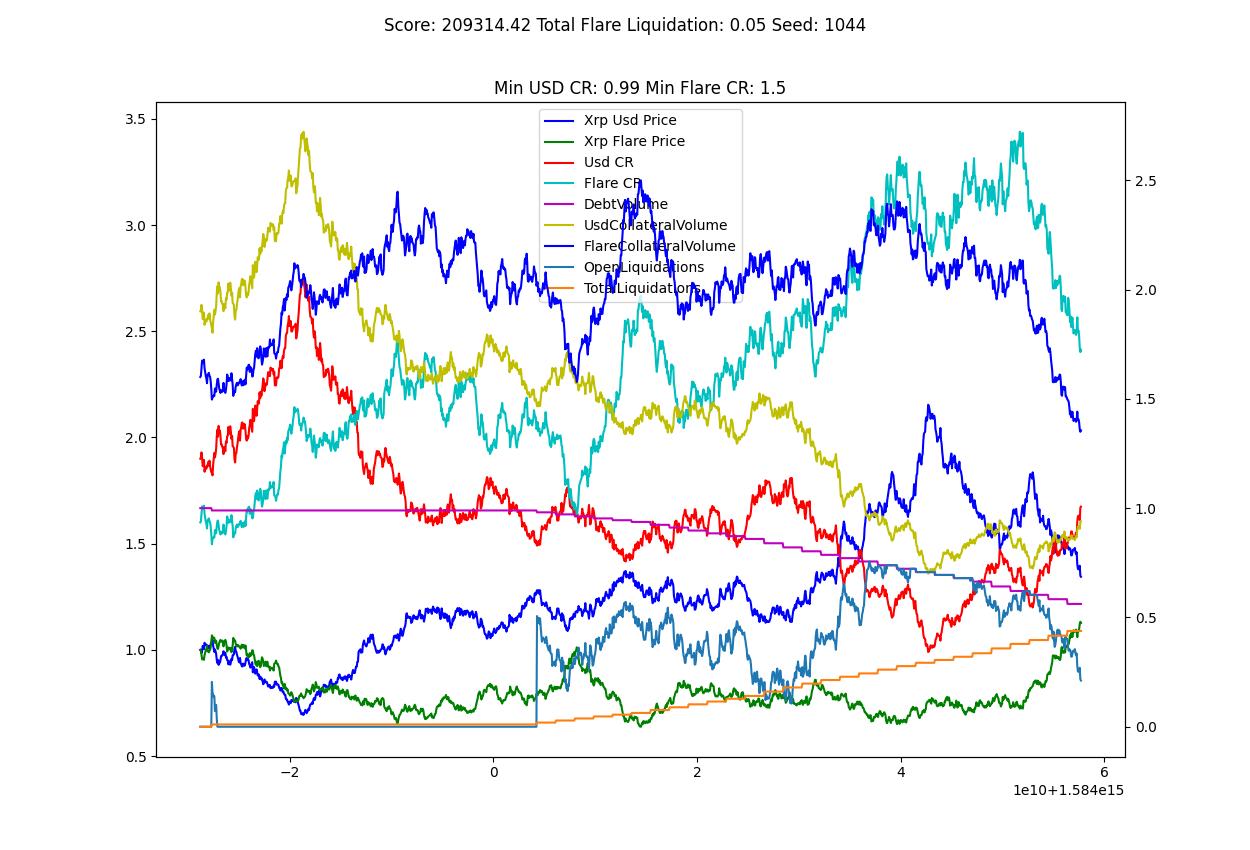 Score: 209314.42 Total Flare Liquidation: 0.05 Seed: 1044
Min USD CR: 0.99 Min Flare CR: 1.5
3.5
3.0
2.5
2.0
1.5
1.0
0.5
Xrp Usd Price
Xrp Flare Price
Usd CR
Flare CR
DebtVolume
UsdCollateralVolume
FlareCollateralVolume
OpenLiquidations
TotalLiquidations
2.5
2.0
1.5
1.0
0.5
0.0
−2 0 2 4 6
1e10+1.584e15